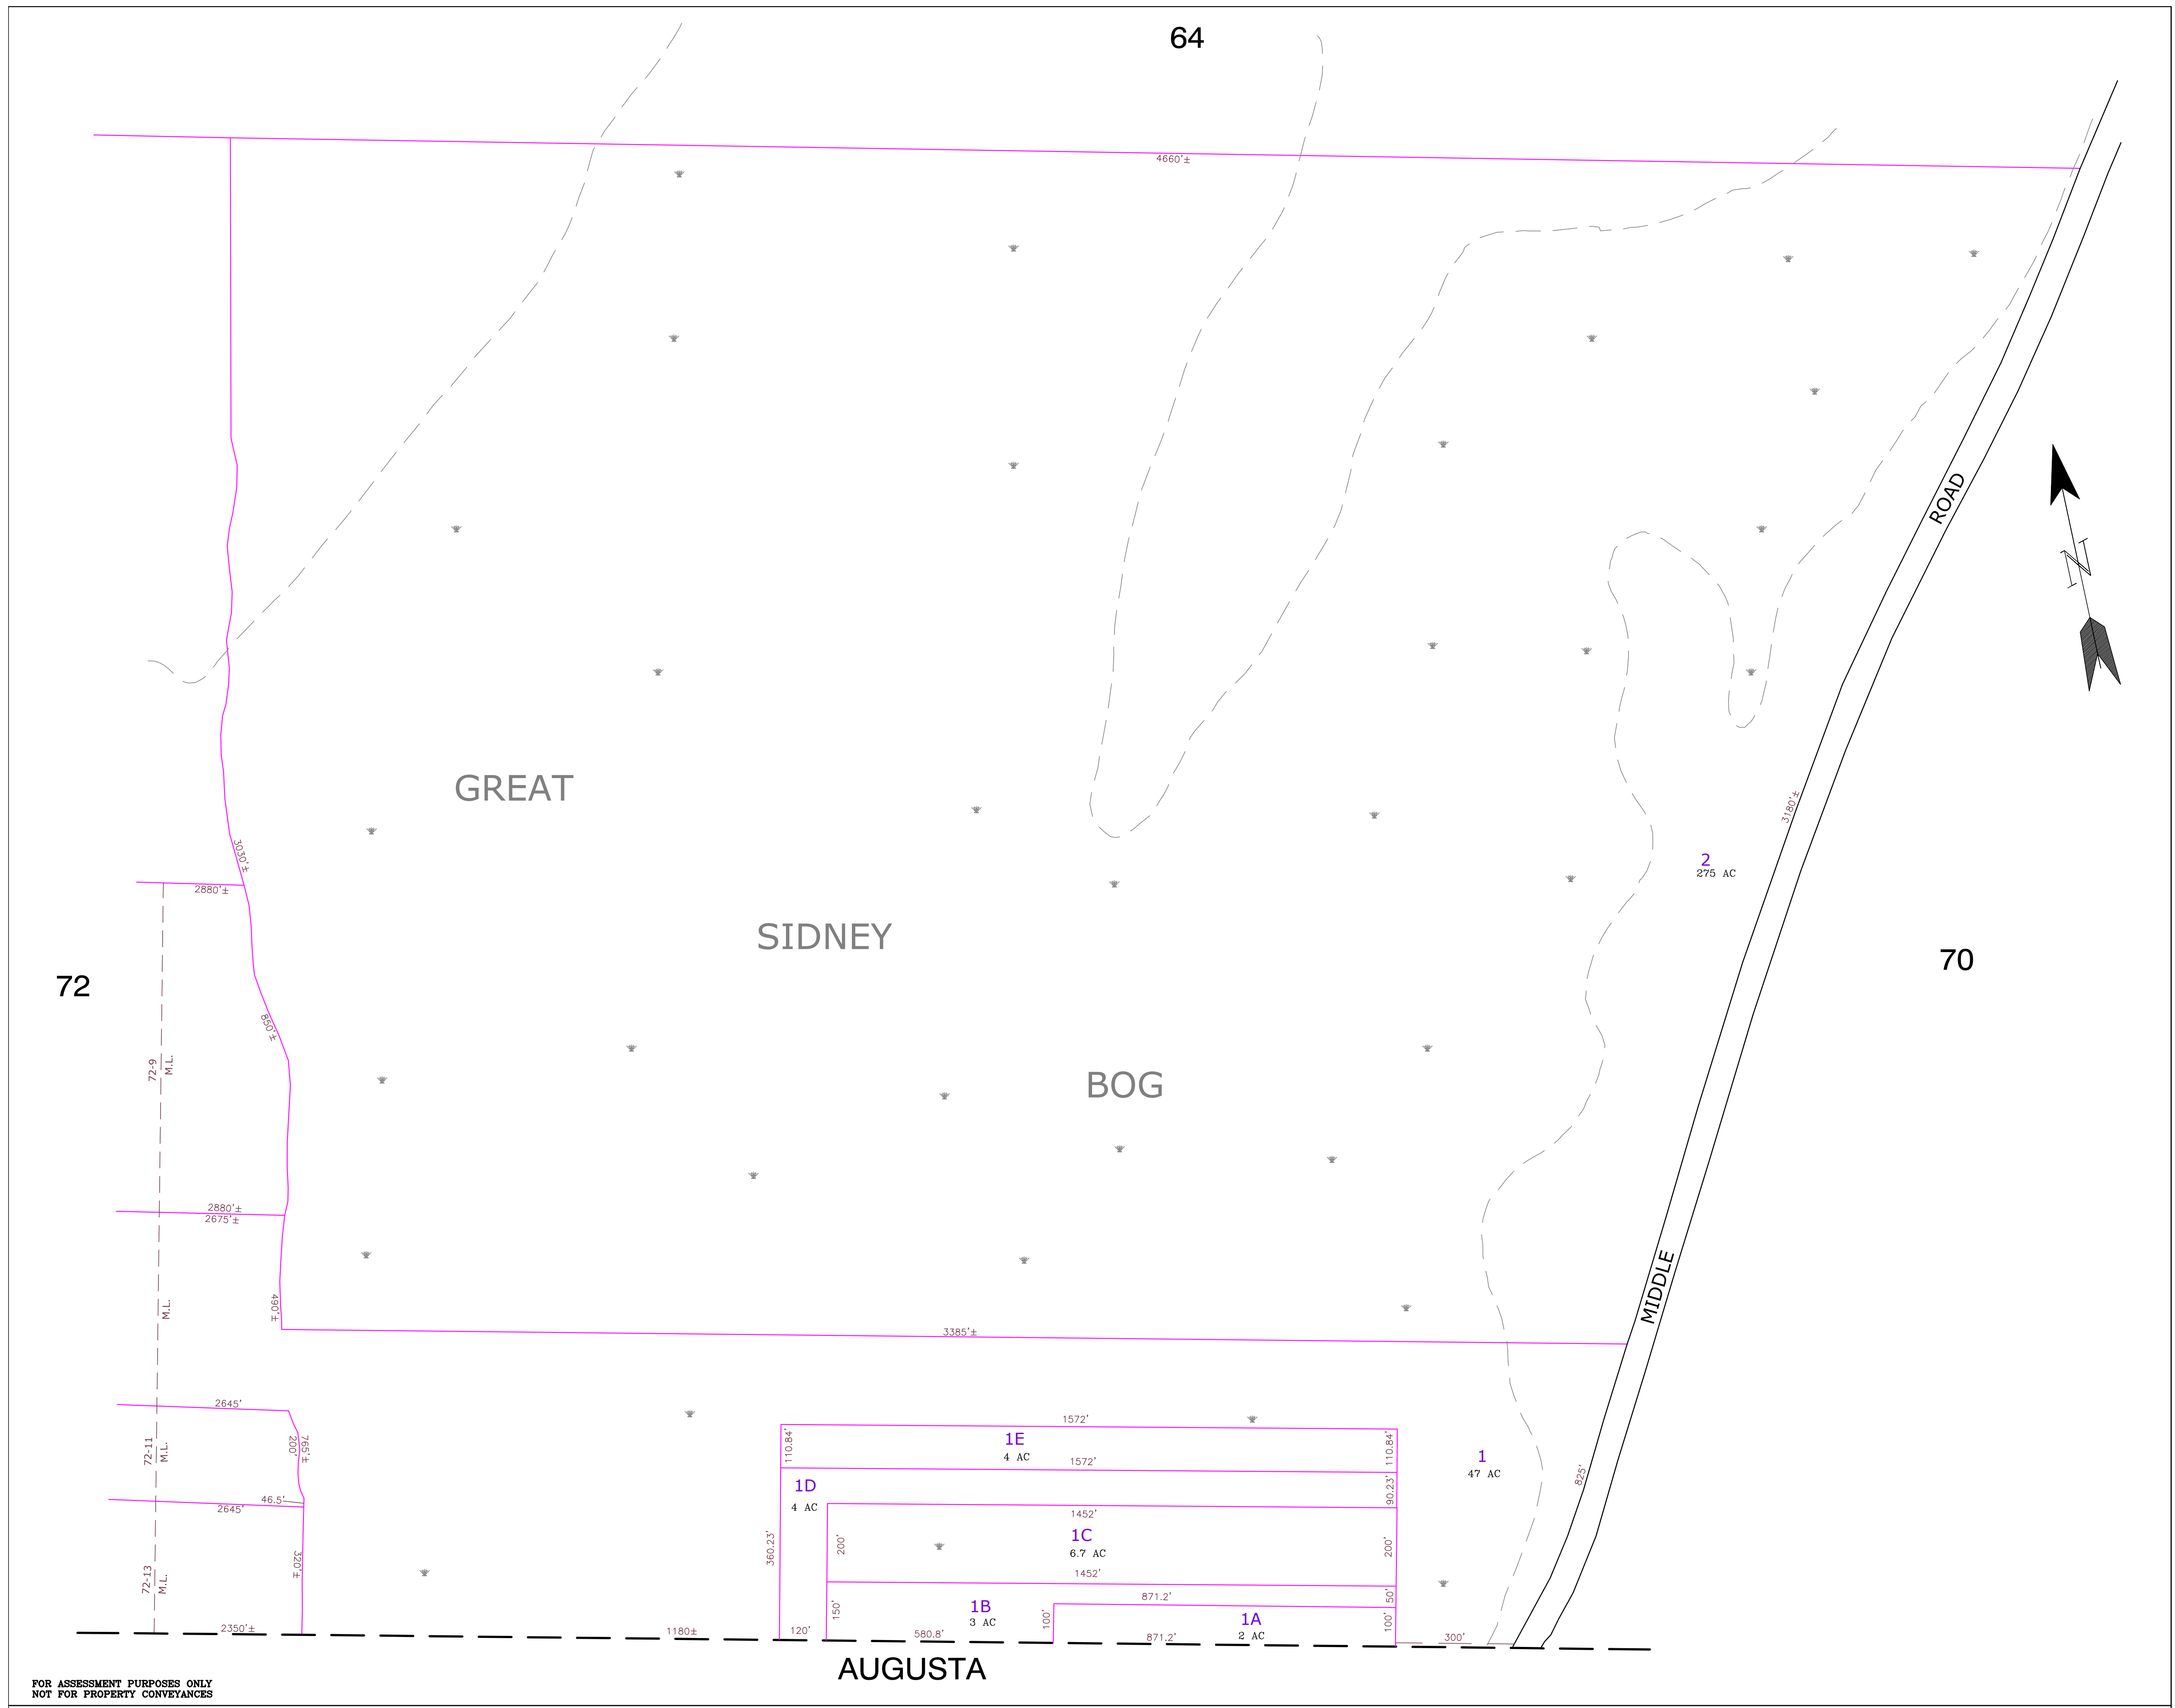 64
4660'±
ROAD
N
GREAT
3180'±
3030'±
2
275 AC
2880'±
SIDNEY
70
72
850'±
72-9
M.L.
BOG
2880'±
2675'±
MIDDLE
490'±
M.L.
3385'±
2645'
1572'
765'±
200'
110.84'
1E
4 AC
110.84'
72-11
M.L.
1572'
1
47 AC
825'
1D
4 AC
90.23'
46.5'
2645'
1452'
360.23'
200'
1C
6.7 AC
200'
320'±
1452'
72-13
M.L.
871.2'
50'
150'
1B
3 AC
100'
1A
2 AC
100'
2350'±
1180±
120'
580.8'
871.2'
300'
AUGUSTA
FOR ASSESSMENT PURPOSES ONLY
NOT FOR PROPERTY CONVEYANCES